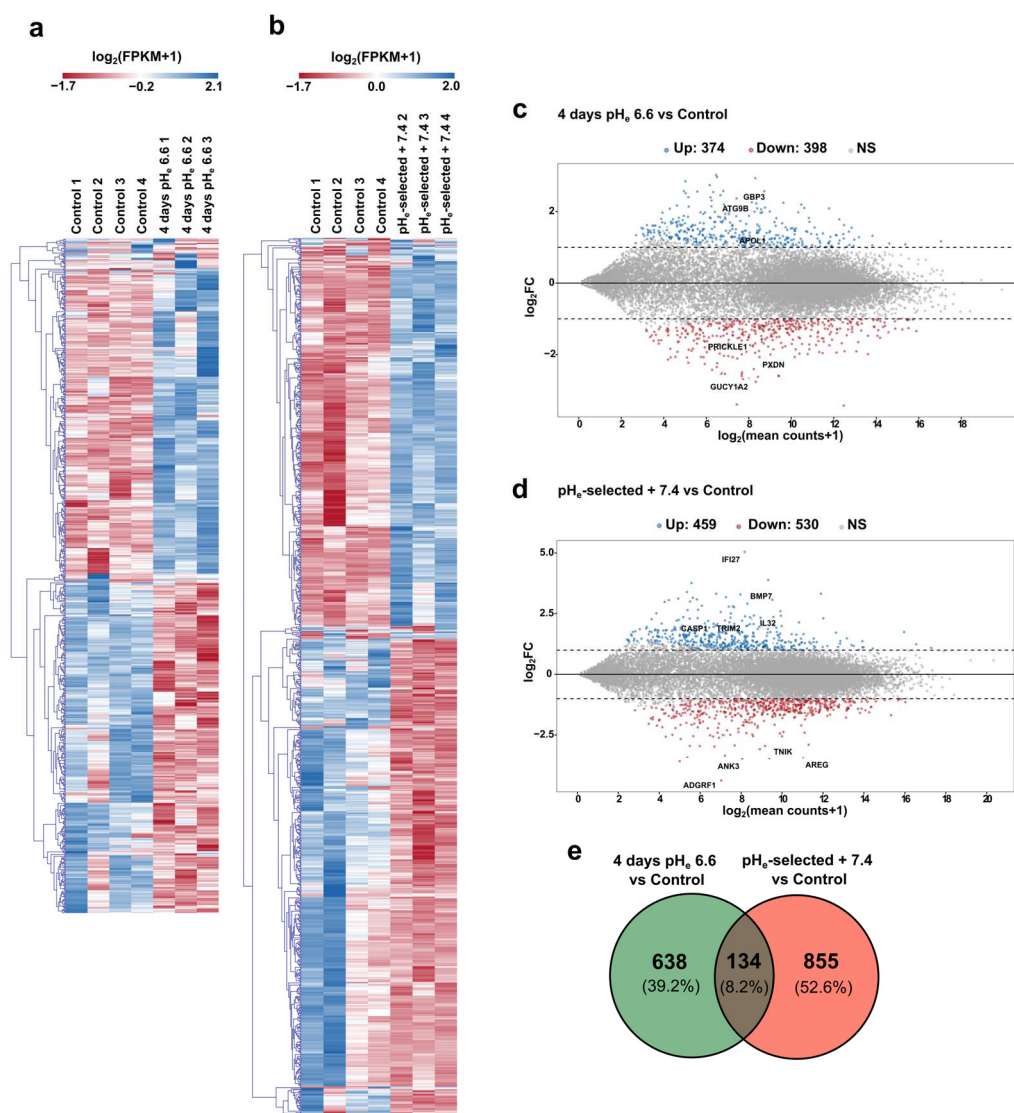 a
log₂(FPKM+1)
−1.7 −0.2 2.1
Control 1
Control 2
Control 3
Control 4
4 days pHₑ 6.6 1
4 days pHₑ 6.6 2
4 days pHₑ 6.6 3
b
log₂(FPKM+1)
−1.7 0.0 2.0
Control 1
Control 2
Control 3
Control 4
pHₑ-selected + 7.4 2
pHₑ-selected + 7.4 3
pHₑ-selected + 7.4 4
c 4 days pHₑ 6.6 vs Control
Up: 374 Down: 398 NS
GBP3
ATG9B
APOL1
PRICKLE1
PXDN
GUCY1A2
log₂FC
2
0
−2
0 2 4 6 8 10 12 14 16 18
log₂(mean counts+1)
d pHₑ-selected + 7.4 vs Control
Up: 459 Down: 530 NS
IFI27
BMP7
CASP1 TRIM2 IL32
TNIK
ANK3 AREG
ADGRF1
log₂FC
5.0
2.5
0
−2.5
0 2 4 6 8 10 12 14 16 18 20
log₂(mean counts+1)
e
4 days pHₑ 6.6
vs Control
pHₑ-selected + 7.4
vs Control
638 134 855
(39.2%) (8.2%) (52.6%)